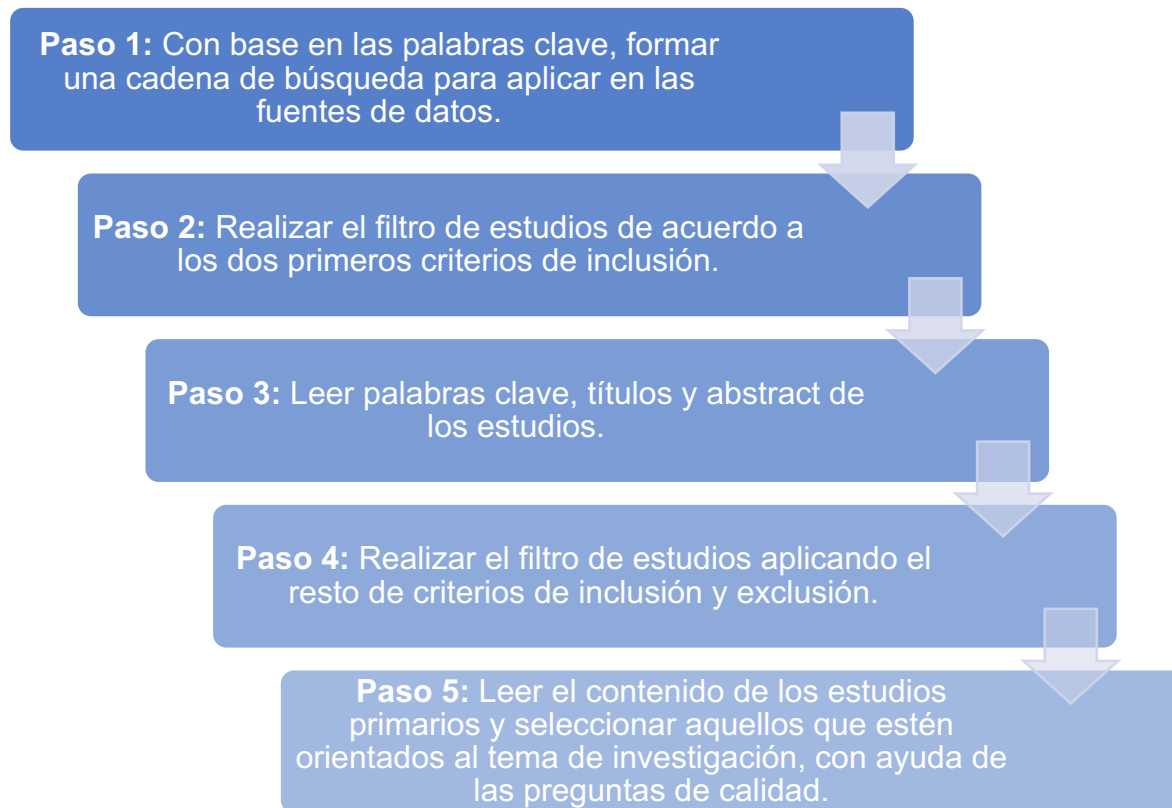 Paso 1: Con base en las palabras clave, formar
una cadena de búsqueda para aplicar en las
fuentes de datos.
Paso 2: Realizar el filtro de estudios de acuerdo a
los dos primeros criterios de inclusión.
Paso 3: Leer palabras clave, títulos y abstract de
los estudios.
Paso 4: Realizar el filtro de estudios aplicando el
resto de criterios de inclusión y exclusión.
Paso 5: Leer el contenido de los estudios
primarios y seleccionar aquellos que estén
orientados al tema de investigación, con ayuda de
las preguntas de calidad.